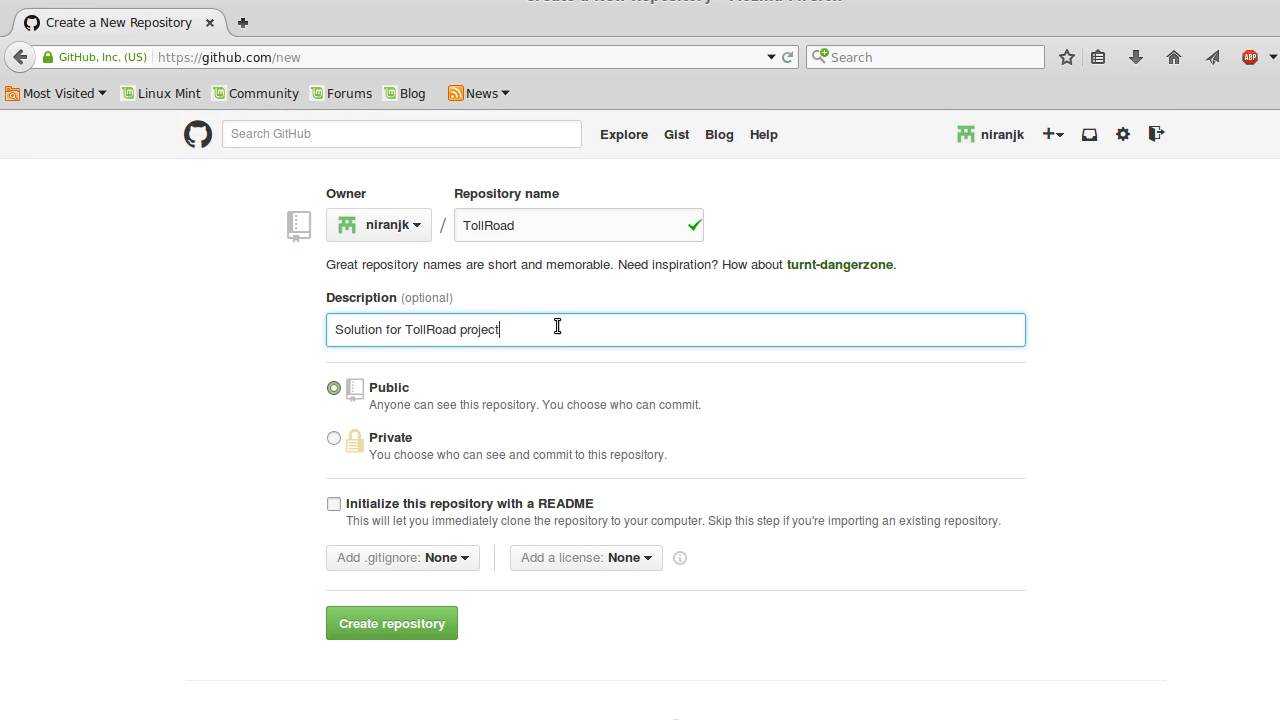 Create a New Repository
GitHub, Inc. (US) https://github.com/new
Search
ABP
Most Visited Linux Mint Community Forums Blog News
Search GitHub Explore Gist Blog Help niranjk
Owner Repository name
niranjk / TollRoad
Great repository names are short and memorable. Need inspiration? How about turnt-dangerzone.
Description (optional)
Solution for TollRoad project
Public
Anyone can see this repository. You choose who can commit.
Private
You choose who can see and commit to this repository.
Initialize this repository with a README
This will let you immediately clone the repository to your computer. Skip this step if you're importing an existing repository.
Add .gitignore: None Add a license: None
Create repository